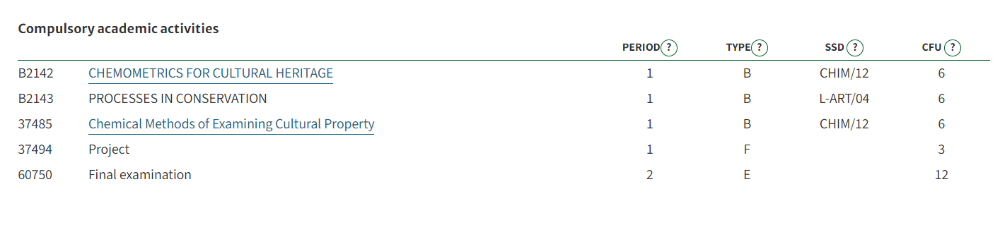 Compulsory academic activities
PERIOD ? TYPE ? SSD ? CFU ?
B2142 CHEMOMETRICS FOR CULTURAL HERITAGE 1 B CHIM/12 6
B2143 PROCESSES IN CONSERVATION 1 B L-ART/04 6
37485 Chemical Methods of Examining Cultural Property 1 B CHIM/12 6
37494 Project 1 F 3
60750 Final examination 2 E 12